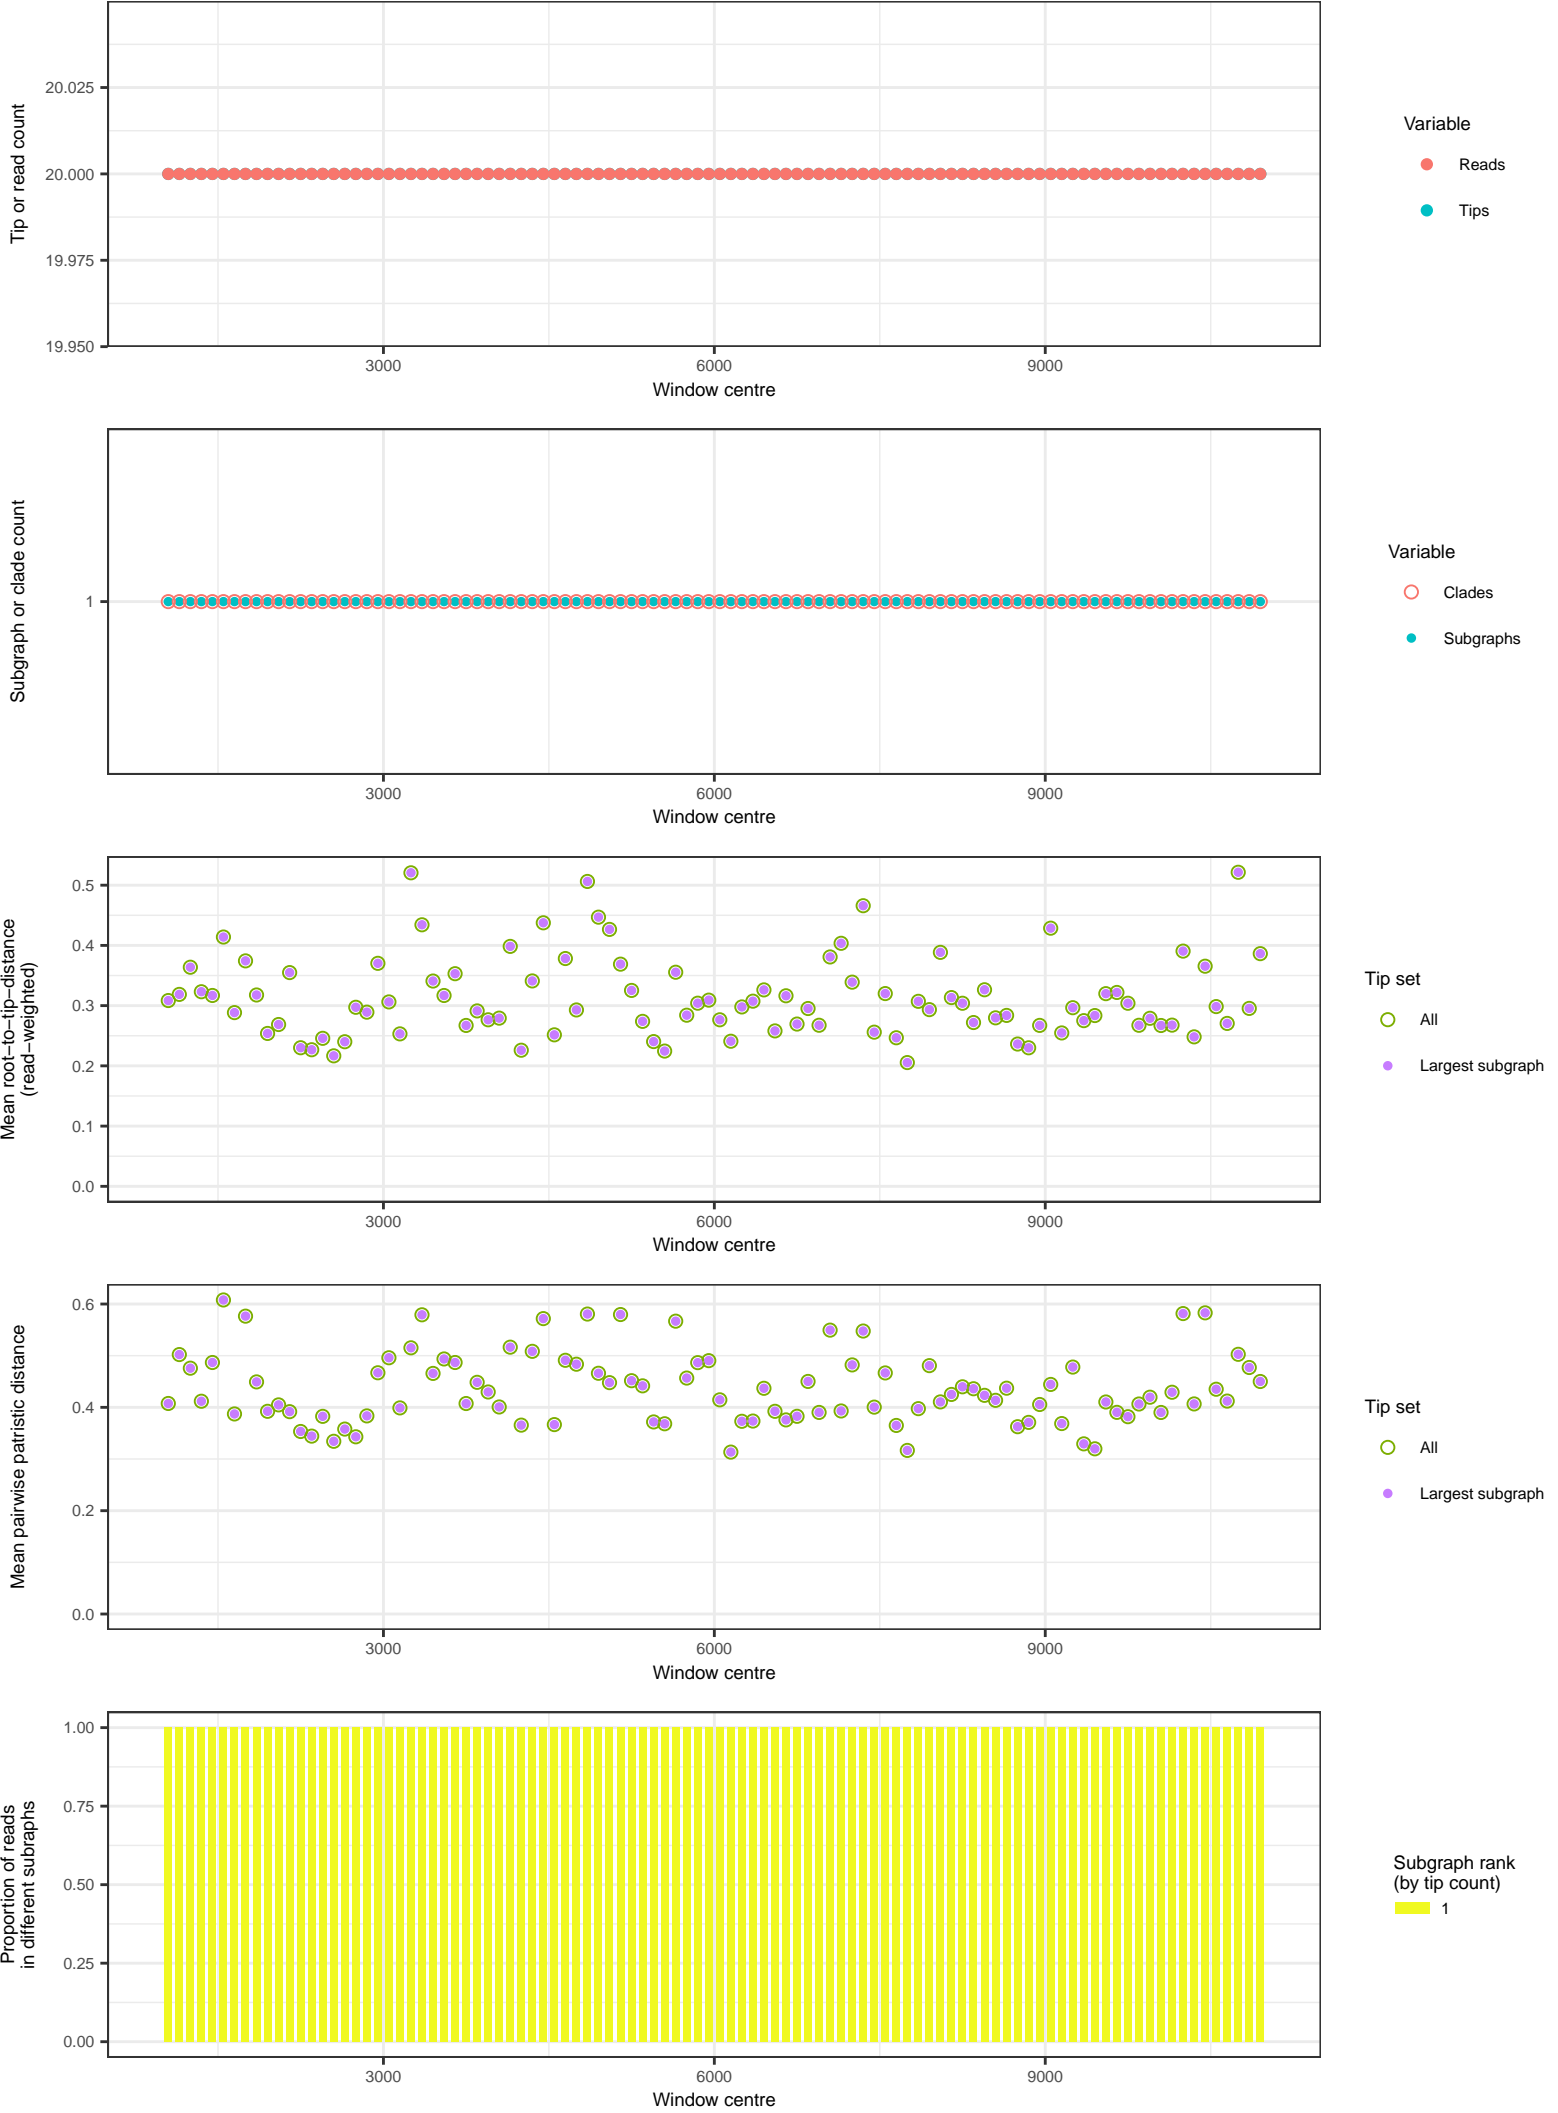 Tip or read count
20.025
20.000
19.975
19.950
3000
6000
9000
Window centre
Variable
Reads
Tips
Subgraph or clade count
1
3000
6000
9000
Window centre
Variable
Clades
Subgraphs
Mean root−to−tip−distance
(read−weighted)
0.5
0.4
0.3
0.2
0.1
0.0
3000
6000
9000
Window centre
Tip set
All
Largest subgraph
Mean pairwise patristic distance
0.6
0.4
0.2
0.0
3000
6000
9000
Window centre
Tip set
All
Largest subgraph
Proportion of reads
in different subraphs
1.00
0.75
0.50
0.25
0.00
3000
6000
9000
Window centre
Subgraph rank
(by tip count)
1